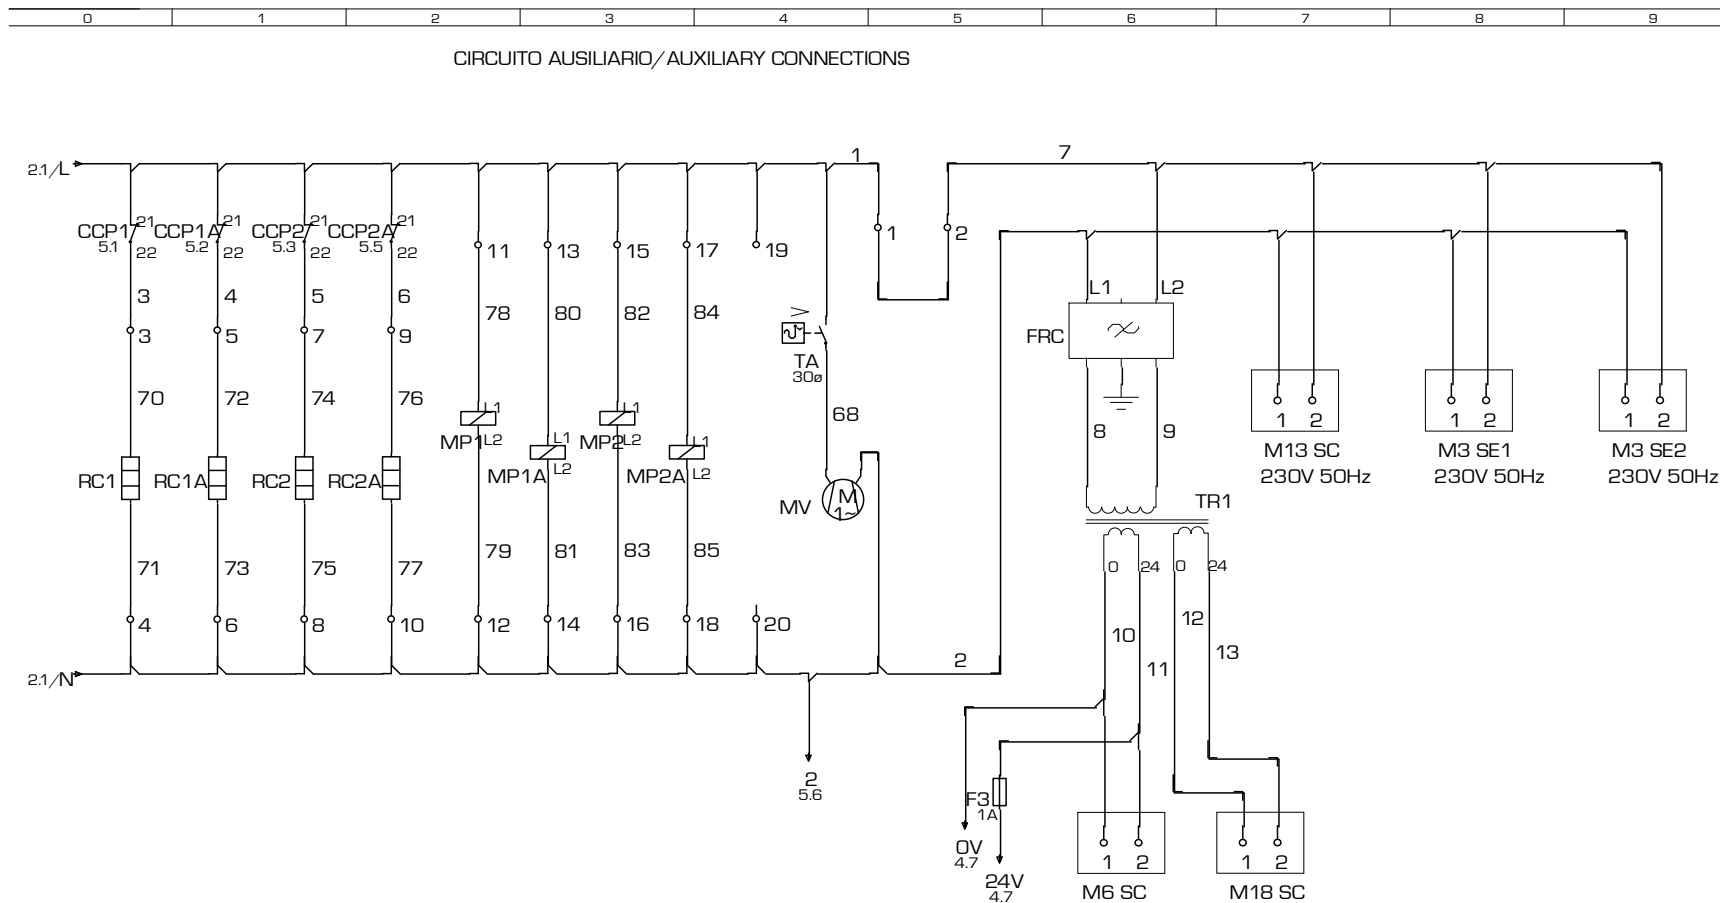 0 1 2 3 4 5 6 7 8 9
CIRCUITO AUSILIARIO/AUXILIARY CONNECTIONS
2.1/L 1 7
CCP1 21 CCP1A 21 CCP2 21 CCP2A 21
5.1 22 5.2 22 5.3 22 5.5 22
1 2
11 13 15 17 19
3 4 5 6
78 80 82 84
L1 L2
3 5 7 9
FRC
TA
30ø
70 72 74 76
68
8 9
1 2 1 2 1 2
M13 SC M3 SE1 M3 SE2
230V 50Hz 230V 50Hz 230V 50Hz
MP1 L1 L2
MP1A L1 L2
MP2 L1 L2
MP2A L1 L2
RC1 RC1A RC2 RC2A
MV M 1~
TR1
79 81 83 85
71 73 75 77
0 24 0 24
4 6 8 10 12 14 16 18 20
10 11 12 13
2.1/N 2
2
5.6
F3
1A
0V
4.7
24V
4.7
1 2 1 2
M6 SC M18 SC